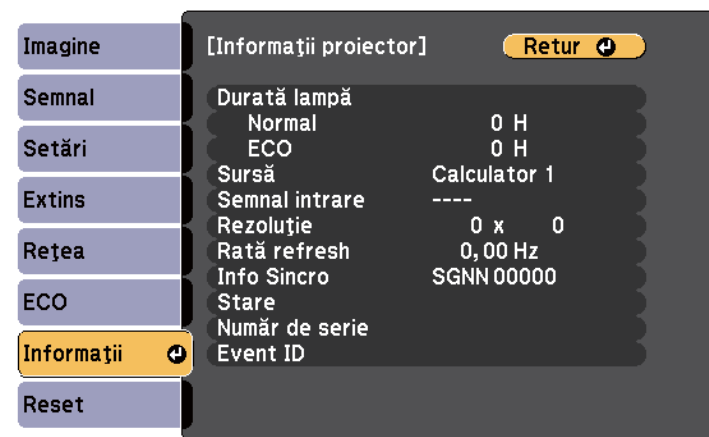 Imagine
Semnal
Setări
Extins
Reţea
ECO
Informaţii
Reset
[Informaţii proiector]
Retur
Durată lampă
Normal 0 H
ECO 0 H
Sursă Calculator 1
Semnal intrare ----
Rezoluţie 0 x 0
Rată refresh 0,00 Hz
Info Sincro SGNN 00000
Stare
Număr de serie
Event ID